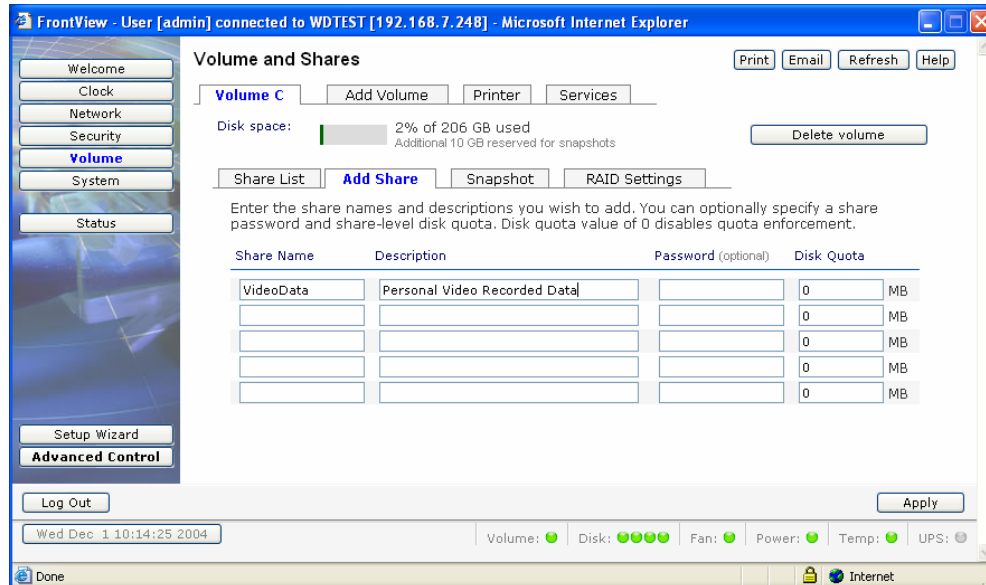 FrontView - User [admin] connected to WDTEST [192.168.7.248] - Microsoft Internet Explorer
Welcome
Clock
Network
Security
Volume
System
Status
Setup Wizard
Advanced Control
Volume and Shares
Print Email Refresh Help
Volume C Add Volume Printer Services
Disk space: 2% of 206 GB used
Additional 10 GB reserved for snapshots
Delete volume
Share List Add Share Snapshot RAID Settings
Enter the share names and descriptions you wish to add. You can optionally specify a share
password and share-level disk quota. Disk quota value of 0 disables quota enforcement.
Share Name Description Password (optional) Disk Quota
VideoData Personal Video Recorded Data 0 MB
0 MB
0 MB
0 MB
0 MB
Log Out Apply
Wed Dec 1 10:14:25 2004 Volume: Disk: Fan: Power: Temp: UPS:
Done Internet